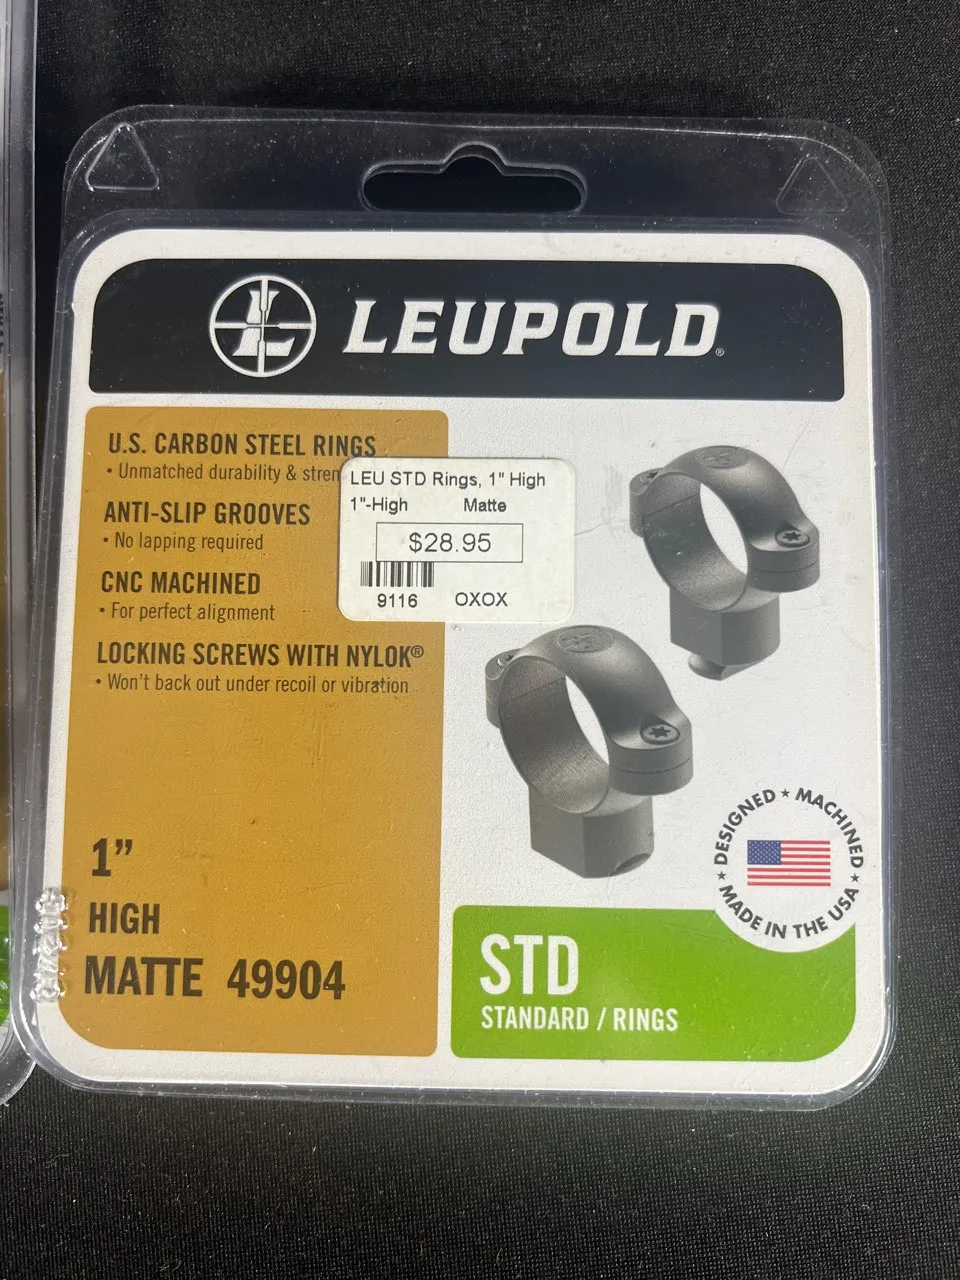 LEUPOLD®
U.S. CARBON STEEL RINGS
• Unmatched durability & stren
ANTI-SLIP GROOVES
• No lapping required
CNC MACHINED
• For perfect alignment
LOCKING SCREWS WITH NYLOK®
• Won't back out under recoil or vibration
LEU STD Rings, 1" High
1"-High Matte
$28.95
9116 OXOX
1”
HIGH
MATTE 49904
DESIGNED ★ MACHINED ★ MADE IN THE USA ★
STD
STANDARD / RINGS